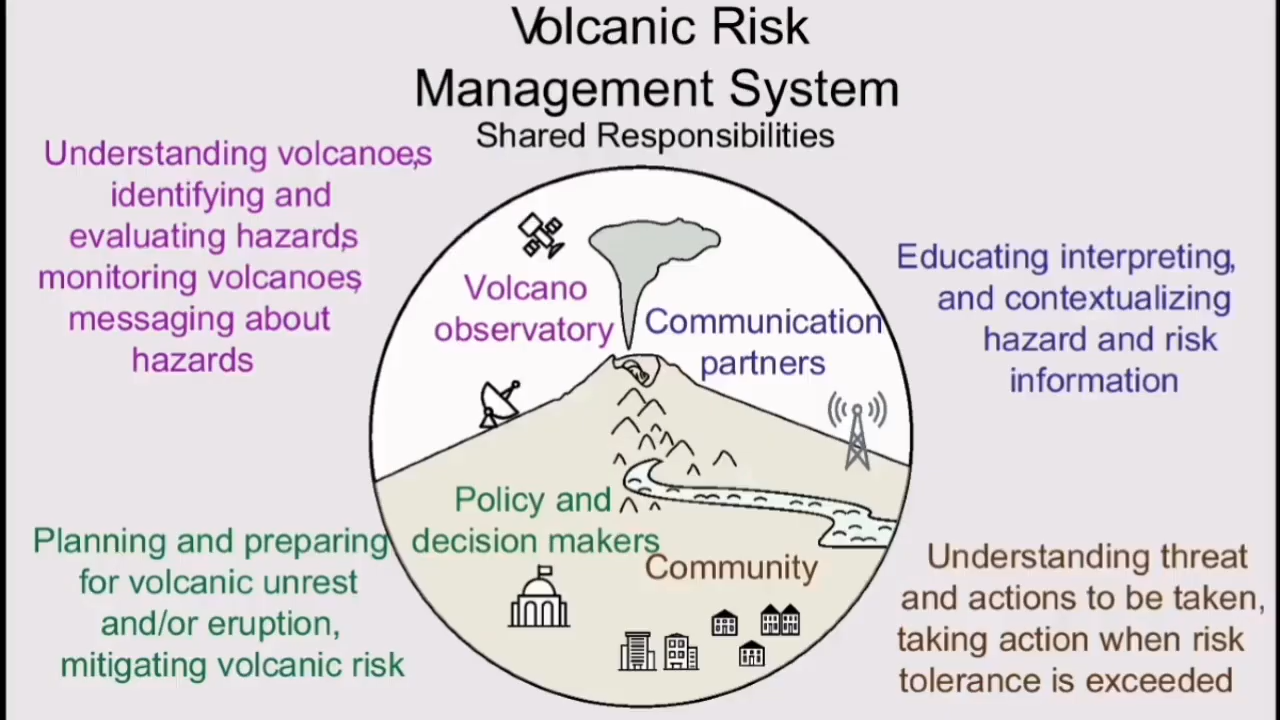 Volcanic Risk
Management System
Shared Responsibilities
Understanding volcanoes,
identifying and
evaluating hazards,
monitoring volcanoes,
messaging about
hazards
Volcano
observatory
Communication
partners
Educating interpreting,
and contextualizing
hazard and risk
information
Policy and
decision makers
Planning and preparing
for volcanic unrest
and/or eruption,
mitigating volcanic risk
Community
Understanding threat
and actions to be taken,
taking action when risk
tolerance is exceeded